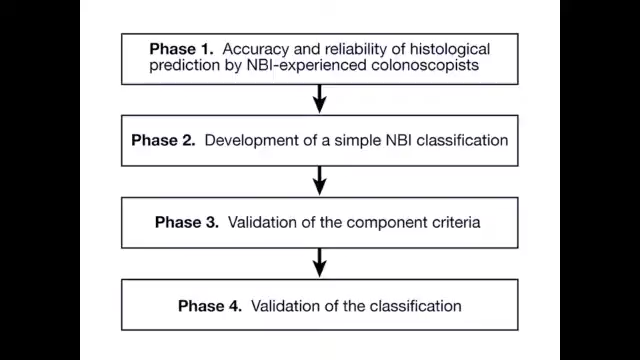 Phase 1. Accuracy and reliability of histological
prediction by NBI-experienced colonoscopists
Phase 2. Development of a simple NBI classification
Phase 3. Validation of the component criteria
Phase 4. Validation of the classification